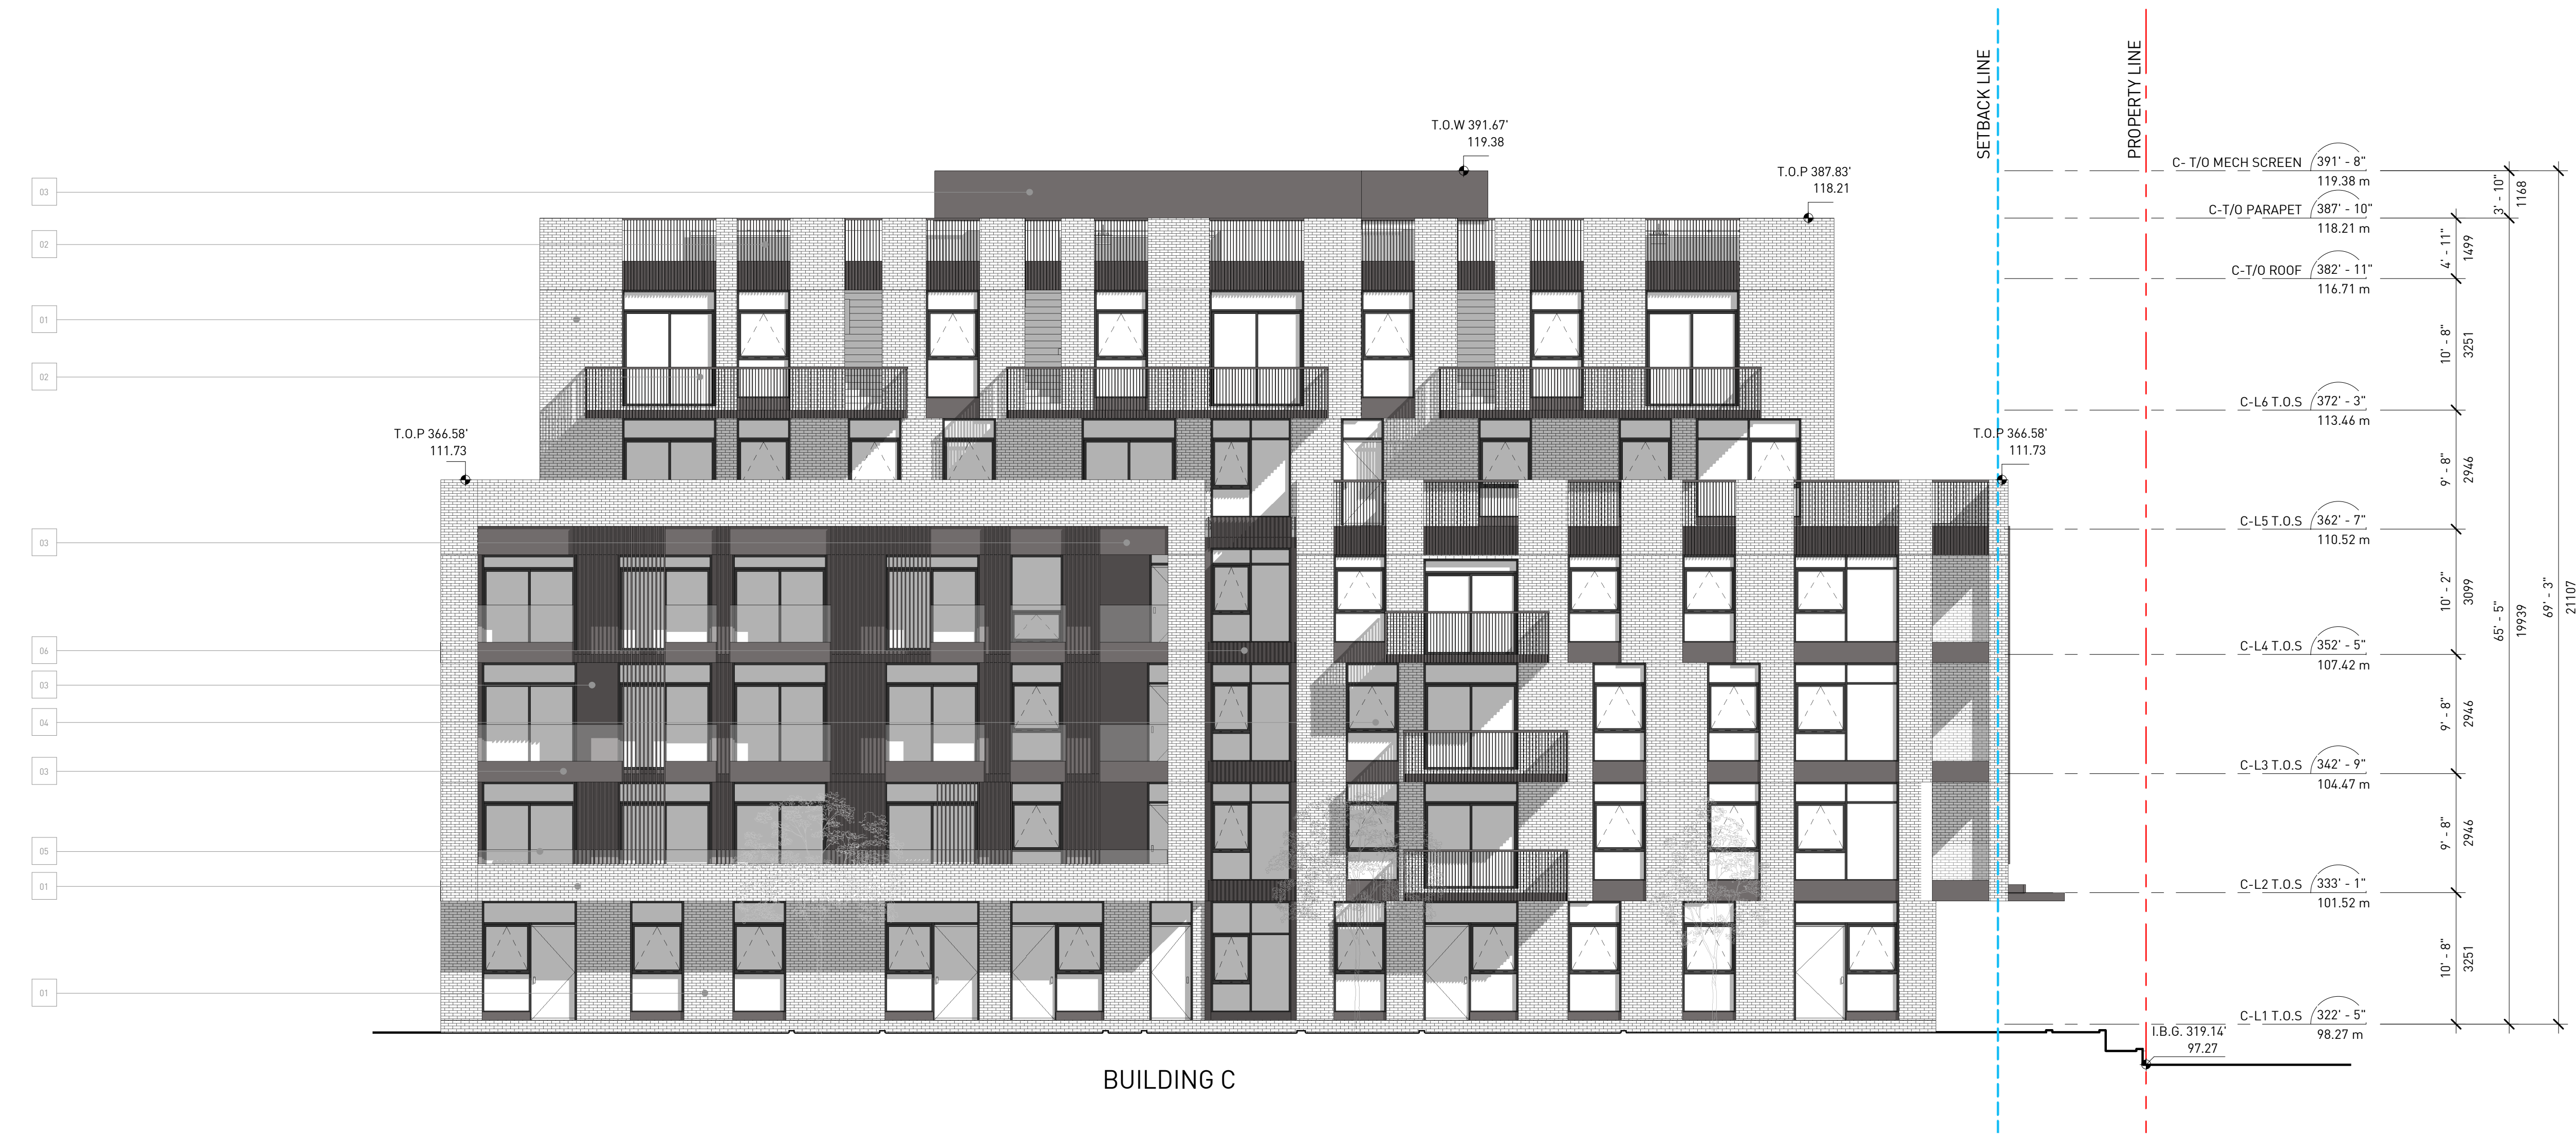 SETBACK LINE
PROPERTY LINE
T.O.W 391.67'
119.38
T.O.P 387.83'
118.21
C- T/O MECH SCREEN 391' - 8"
119.38 m
3' - 10"
1168
03
C-T/O PARAPET 387' - 10"
118.21 m
02
4' - 11"
1499
C-T/O ROOF 382' - 11"
116.71 m
01
10' - 8"
3251
02
C-L6 T.O.S 372' - 3"
113.46 m
T.O.P 366.58'
111.73
T.O.P 366.58'
111.73
9' - 8"
2946
C-L5 T.O.S 362' - 7"
110.52 m
03
10' - 2"
3099
65' - 5"
19939
69' - 3"
21107
06
C-L4 T.O.S 352' - 5"
107.42 m
03
04
9' - 8"
2946
03
C-L3 T.O.S 342' - 9"
104.47 m
05
9' - 8"
2946
01
C-L2 T.O.S 333' - 1"
101.52 m
10' - 8"
3251
01
C-L1 T.O.S 322' - 5"
98.27 m
I.B.G. 319.14'
97.27
BUILDING C